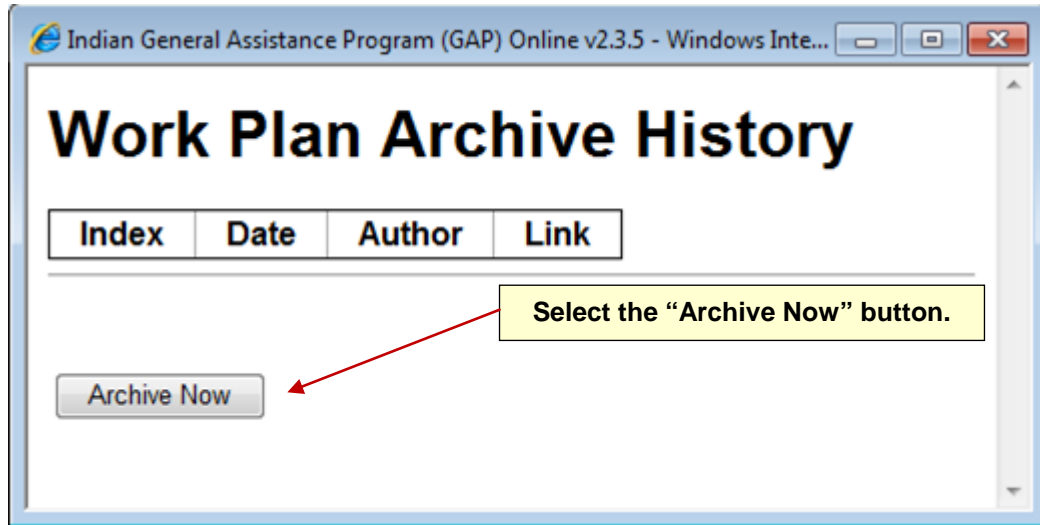 Indian General Assistance Program (GAP) Online v2.3.5 - Windows Inte...
Work Plan Archive History
Index Date Author Link
Select the “Archive Now” button.
Archive Now